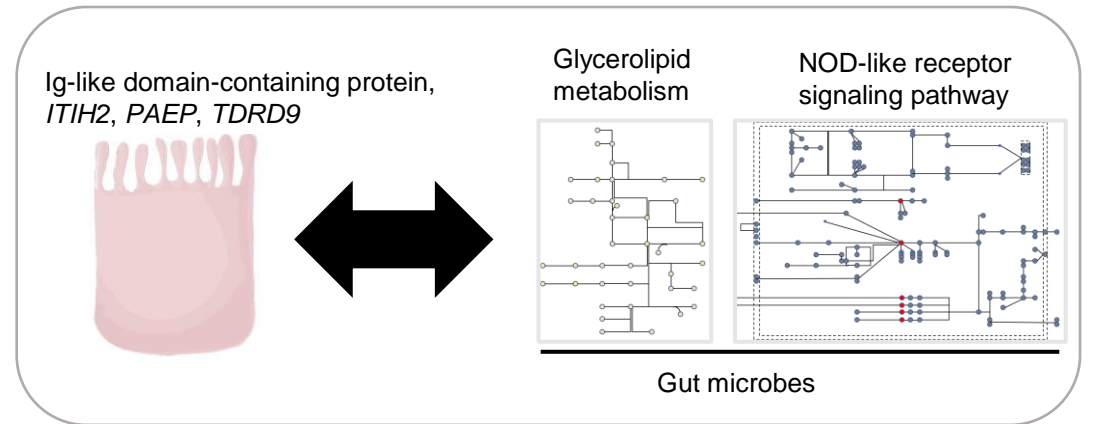 Ig-like domain-containing protein,
ITIH2, PAEP, TDRD9
Glycerolipid
metabolism
NOD-like receptor
signaling pathway
Gut microbes